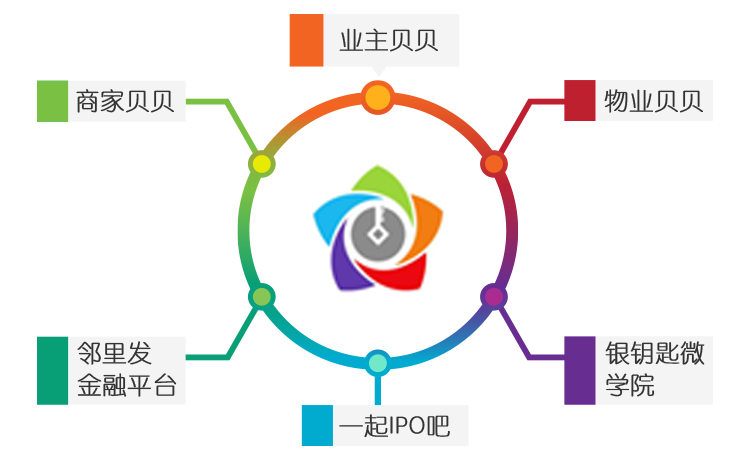 业主贝贝
商家贝贝
物业贝贝
邻里发
金融平台
银钥匙微
学院
一起IPO吧